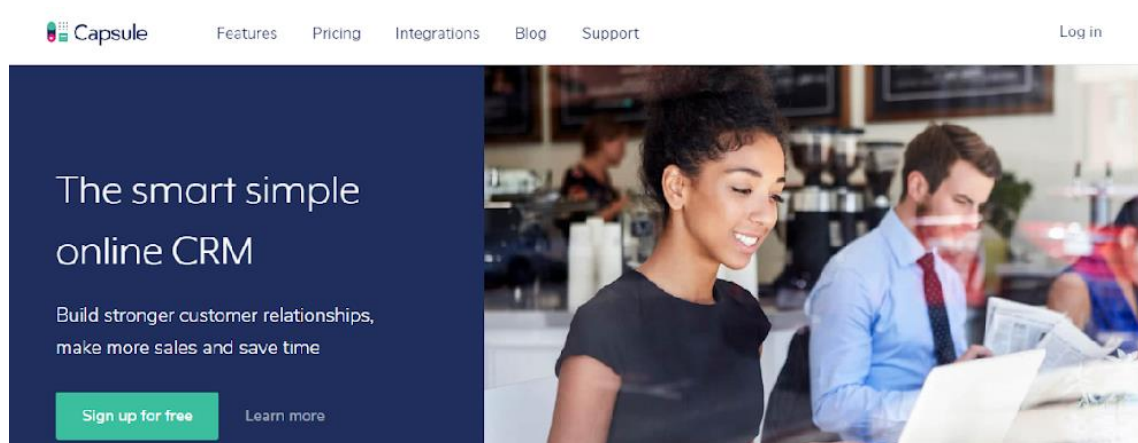 Capsule
Features
Pricing
Integrations
Blog
Support
Log in
The smart simple
online CRM
Build stronger customer relationships,
make more sales and save time
Sign up for free
Learn more